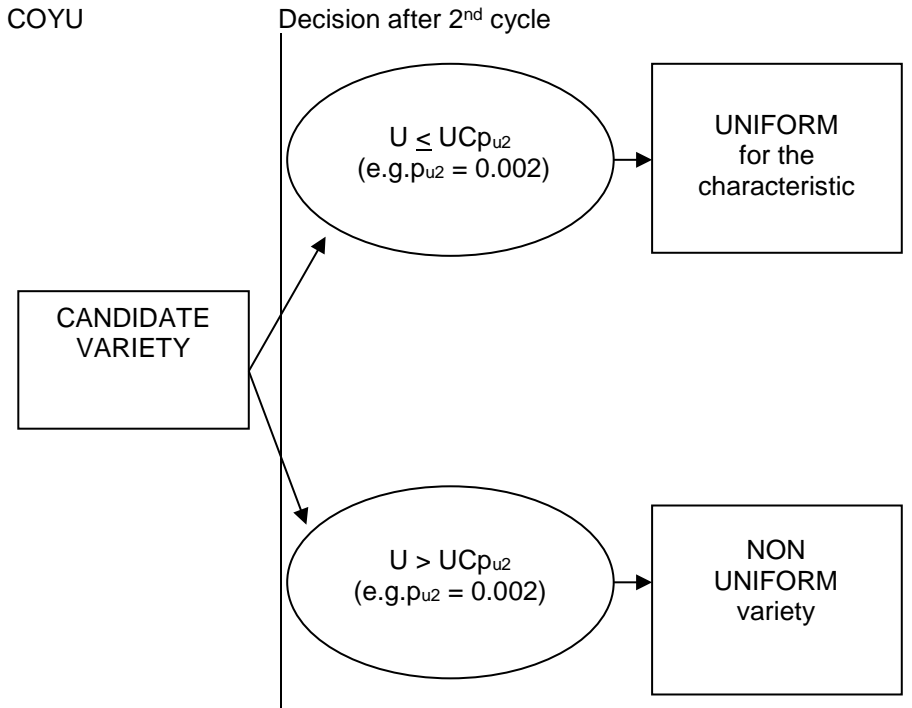 COYU
Decision after 2nd cycle
U ≤ UCpu2
(e.g.pu2 = 0.002)
UNIFORM
for the
characteristic
CANDIDATE
VARIETY
U > UCpu2
(e.g.pu2 = 0.002)
NON
UNIFORM
variety